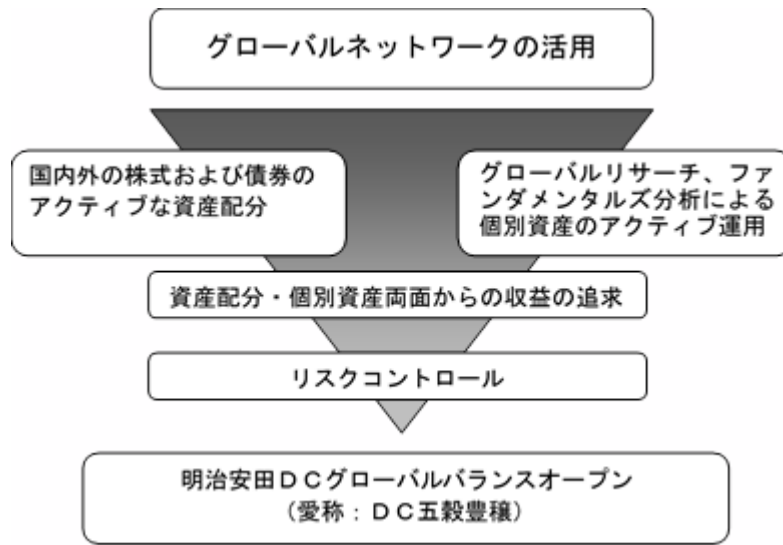 グローバルネットワークの活用
国内外の株式および債券の
アクティブな資産配分
グローバルリサーチ、ファ
ンダメンタルズ分析による
個別資産のアクティブ運用
資産配分・個別資産両面からの収益の追求
リスクコントロール
明治安田ＤＣグローバルバランスオープン
（愛称：ＤＣ五穀豊穣）